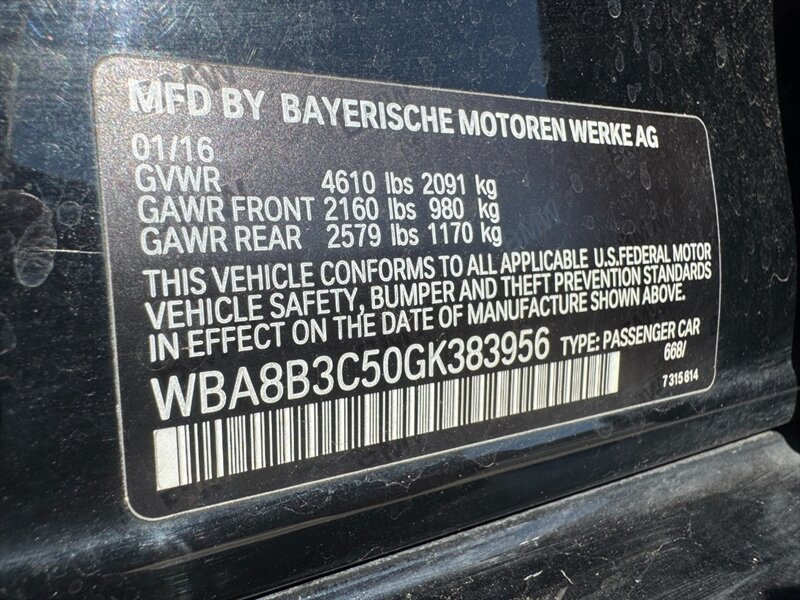 MFD BY BAYERISCHE MOTOREN WERKE AG
01/16
GVWR 4610 lbs 2091 kg
GAWR FRONT 2160 lbs 980 kg
GAWR REAR 2579 lbs 1170 kg
THIS VEHICLE CONFORMS TO ALL APPLICABLE U.S.FEDERAL MOTOR
VEHICLE SAFETY, BUMPER AND THEFT PREVENTION STANDARDS
IN EFFECT ON THE DATE OF MANUFACTURE SHOWN ABOVE.
WBA8B3C50GK383956 TYPE: PASSENGER CAR
668/
7 315 814